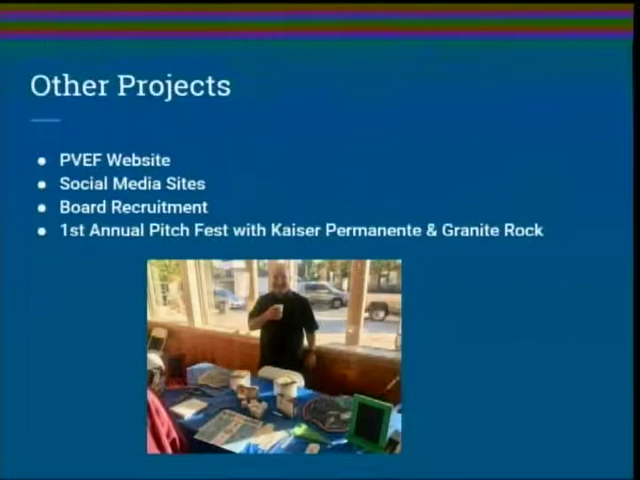 Other Projects
PVEF Website
Social Media Sites
Board Recruitment
1st Annual Pitch Fest with Kaiser Permanente & Granite Rock